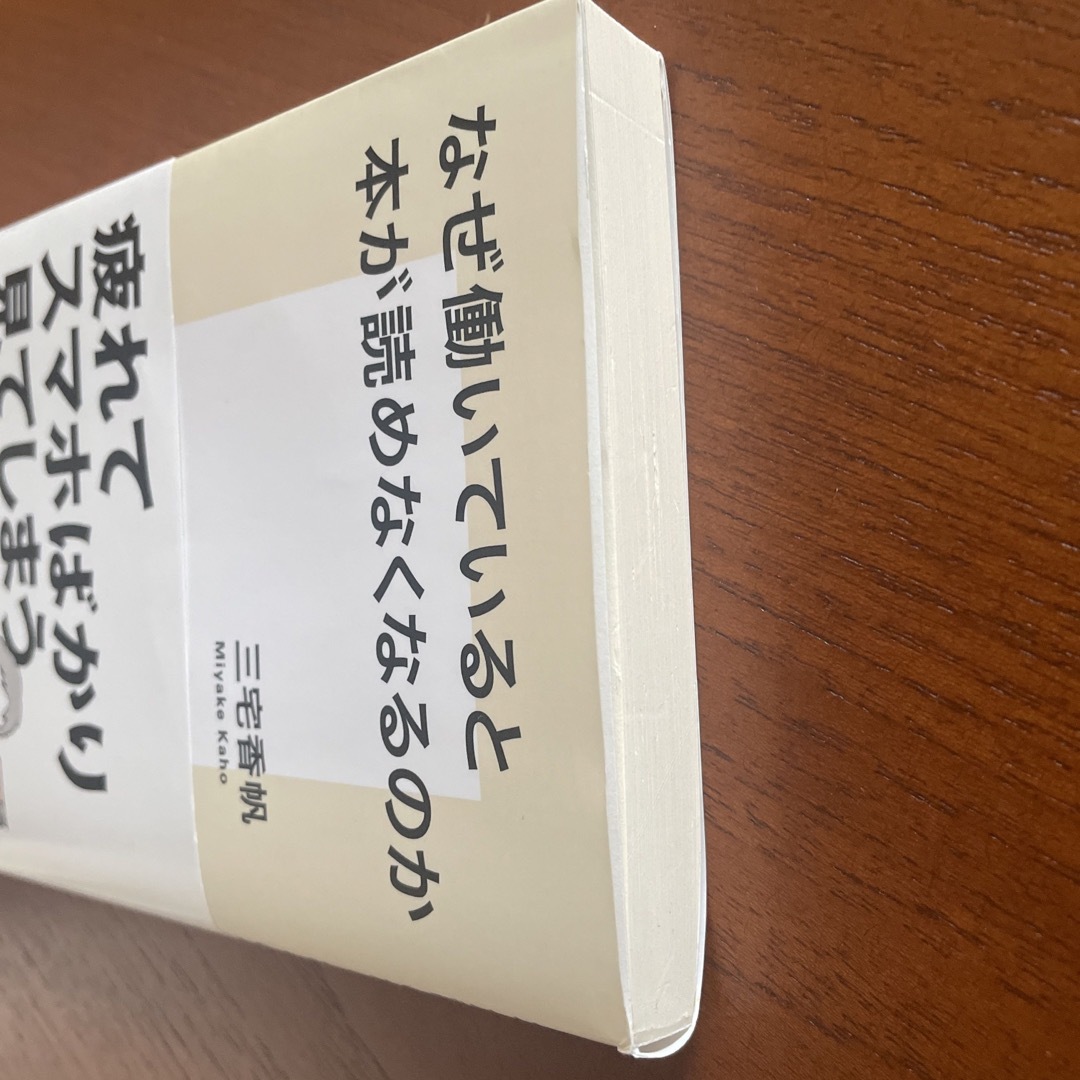 なぜ働いていると
本が読めなくなるのか
三宅香帆
Miyake Kaho
疲れて
スマホばかり
見てしまう